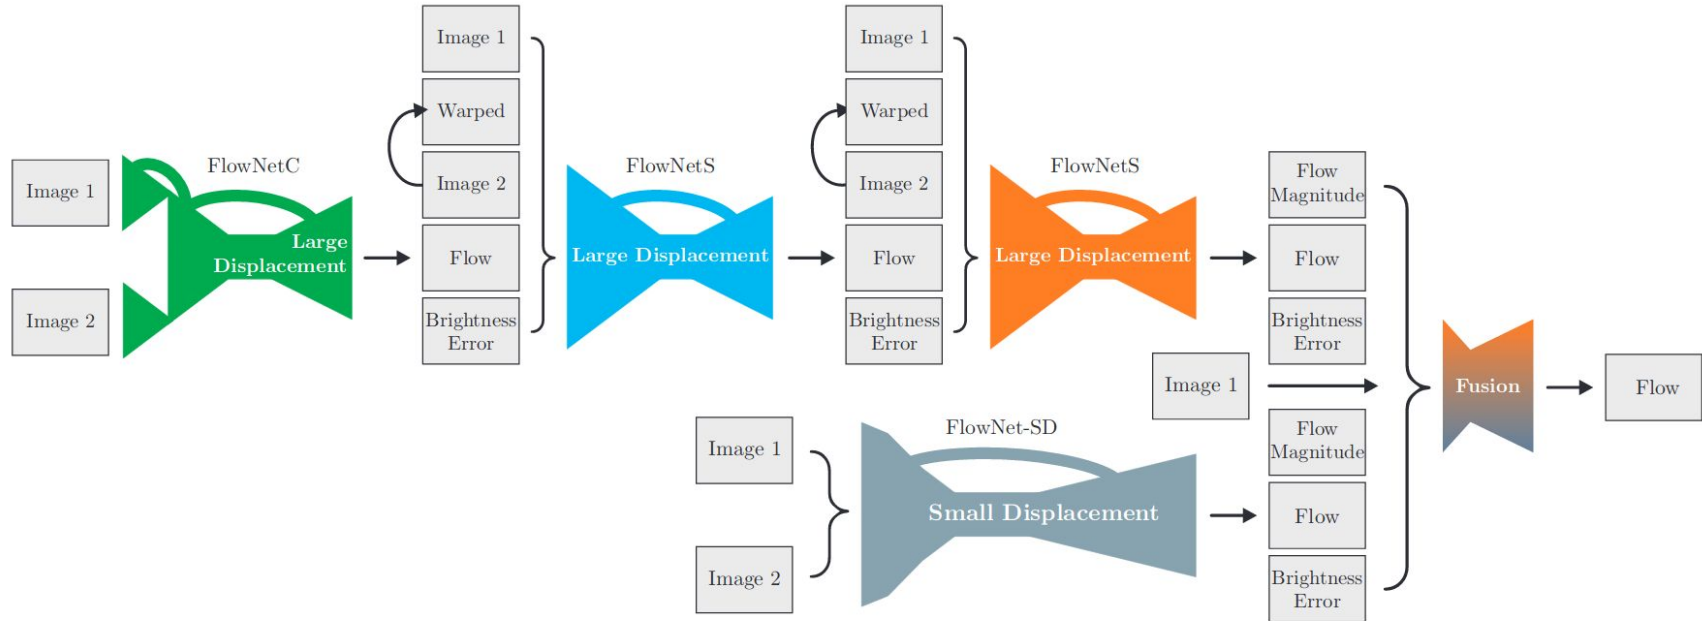 Image 1
Image 2
FlowNetC
Large
Displacement
Image 1
Warped
Image 2
Flow
Brightness
Error
FlowNetS
Large Displacement
Image 1
Warped
Image 2
Flow
Brightness
Error
FlowNetS
Large Displacement
Flow
Magnitude
Flow
Brightness
Error
Image 1
Image 1
Image 2
FlowNet-SD
Small Displacement
Flow
Magnitude
Flow
Brightness
Error
Fusion
Flow